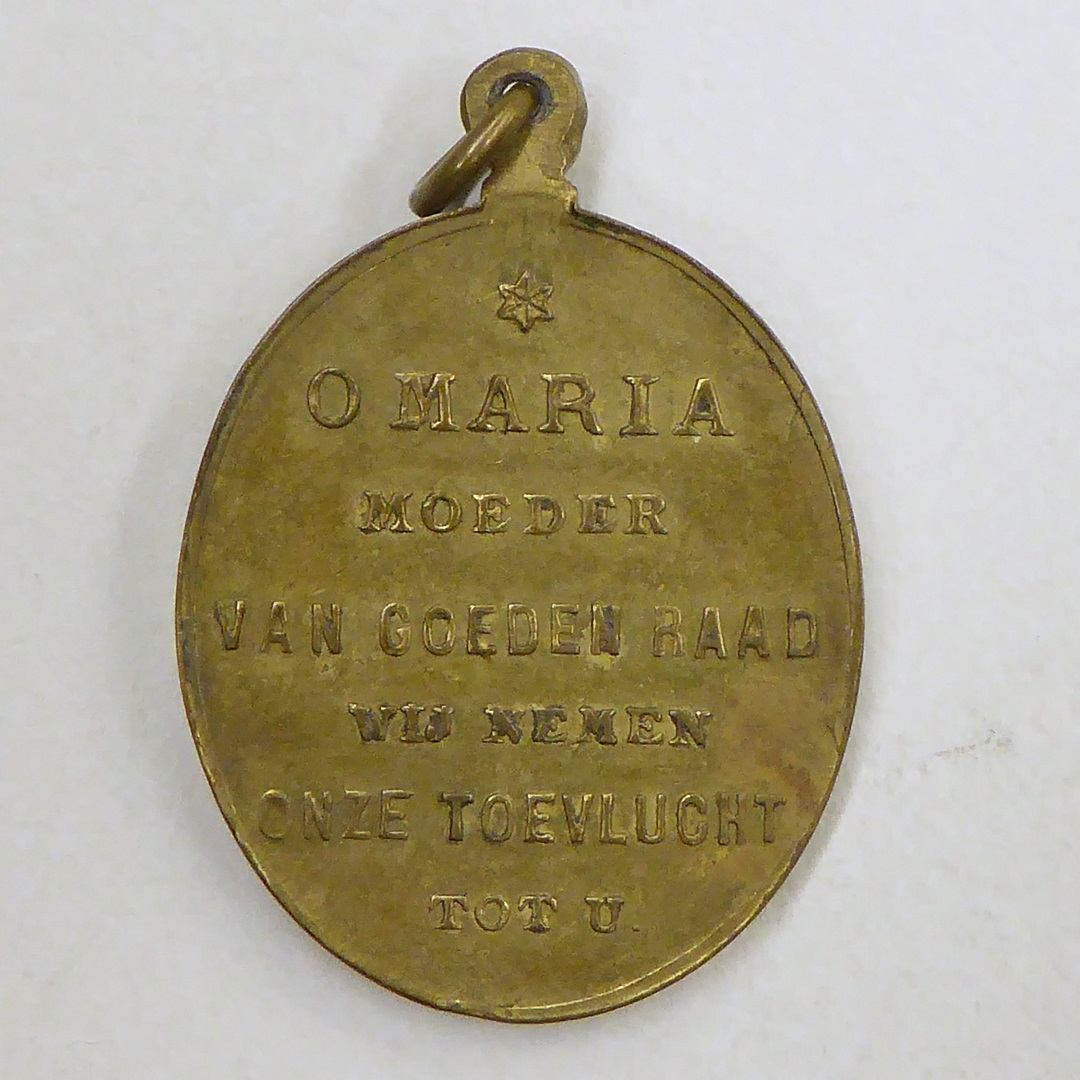 O MARIA
MOEDER
VAN GOEDEN RAAD
WIJ NEMEN
ONZE TOEVLUCHT
TOT U.